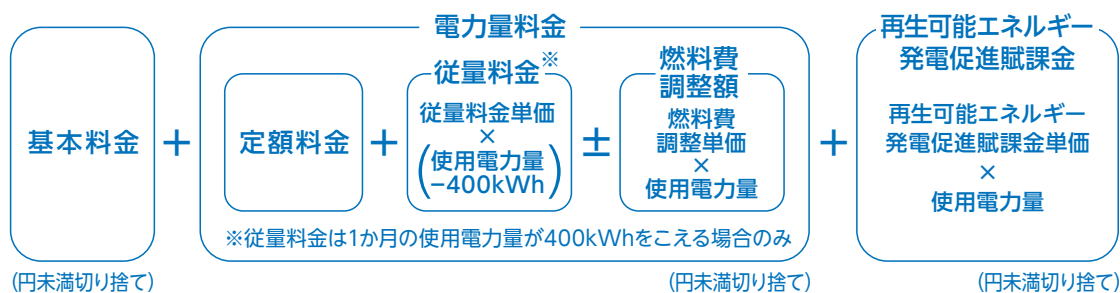 基本料金
(円未満切り捨て)
+
電力量料金
定額料金
+
従量料金※
従量料金単価
×
(使用電力量
−400kWh)
±
燃料費
調整額
燃料費
調整単価
×
使用電力量
※従量料金は1か月の使用電力量が400kWhをこえる場合のみ
(円未満切り捨て)
+
再生可能エネルギー
発電促進賦課金
再生可能エネルギー
発電促進賦課金単価
×
使用電力量
(円未満切り捨て)